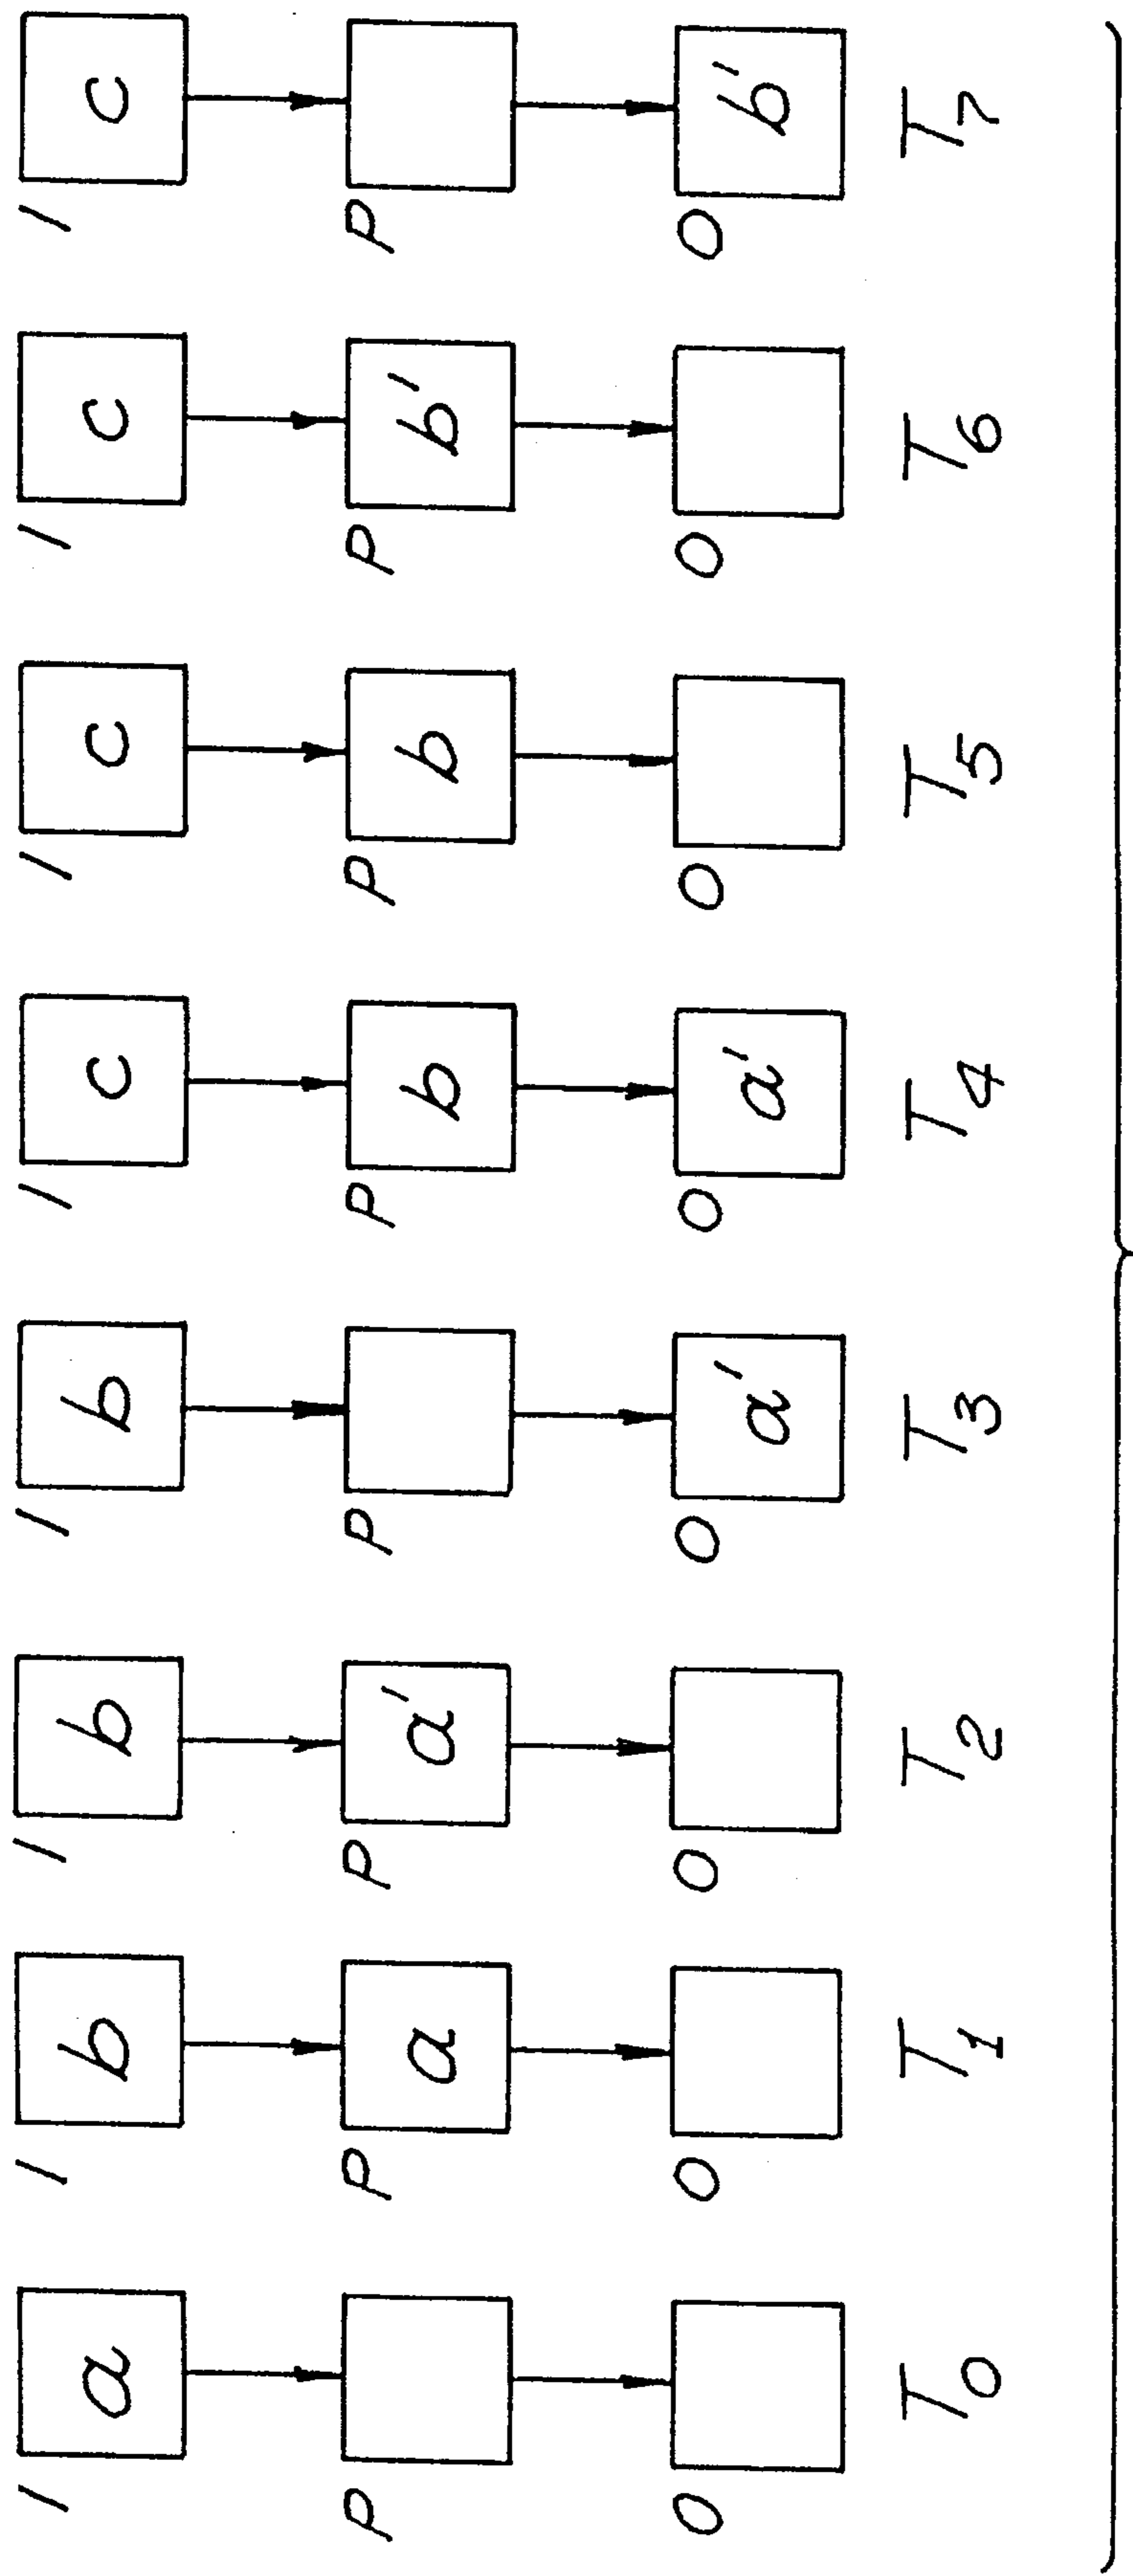 I a I b I b I b I c I c I c I c
P P a P a' P P b P b P b' P
O O O O a' O a' O O O b'
T₀ T₁ T₂ T₃ T₄ T₅ T₆ T₇